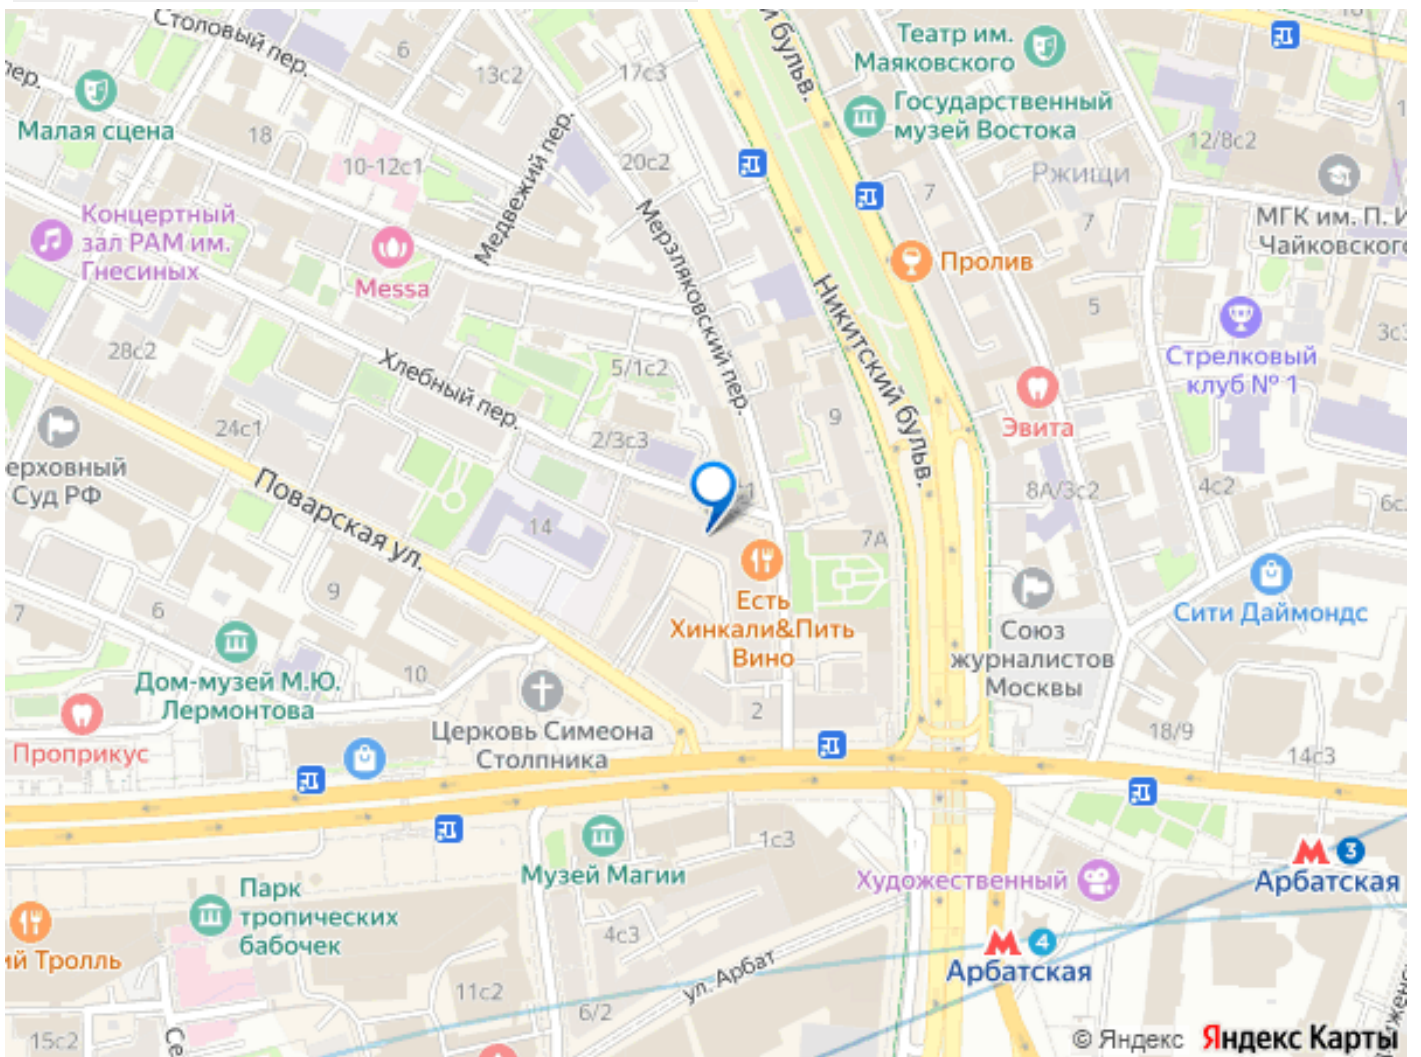 Столовый пер.
6
13с2
17с3
и бульв.
Театр им.
Маяковского
Государственный
музей Востока
12/8с2
пер.
Малая сцена
18
10-12с1
Медвежий пер.
20с2
7
Ржищи
7
МГК им. П. И
Чайковского
Концертный
зал РАМ им.
Гнесиных
Messa
Мерзляковский пер.
Никитский бульв.
Пролив
5
3с3
Стрелковый
клуб № 1
28с2
Хлебный пер.
5/1с2
9
Эвита
24с1
2/3с3
ерховный
Суд РФ
8А/3с2
4с2
6с
Поварская ул.
14
7А
Есть
Хинкали&Пить
Вино
Сити Даймондс
7
6
9
Союз
журналистов
Москвы
Дом-музей М.Ю.
Лермонтова
10
2
18/9
14с3
Проприкус
Церковь Симеона
Столпника
Музей Магии
1с3
Художественный
М 3
Арбатская
Парк
тропических
бабочек
4с3
М 4
Арбатская
ий Тролль
ул. Арбат
11с2
6/2
15с2
Се
© Яндекс Яндекс Карты